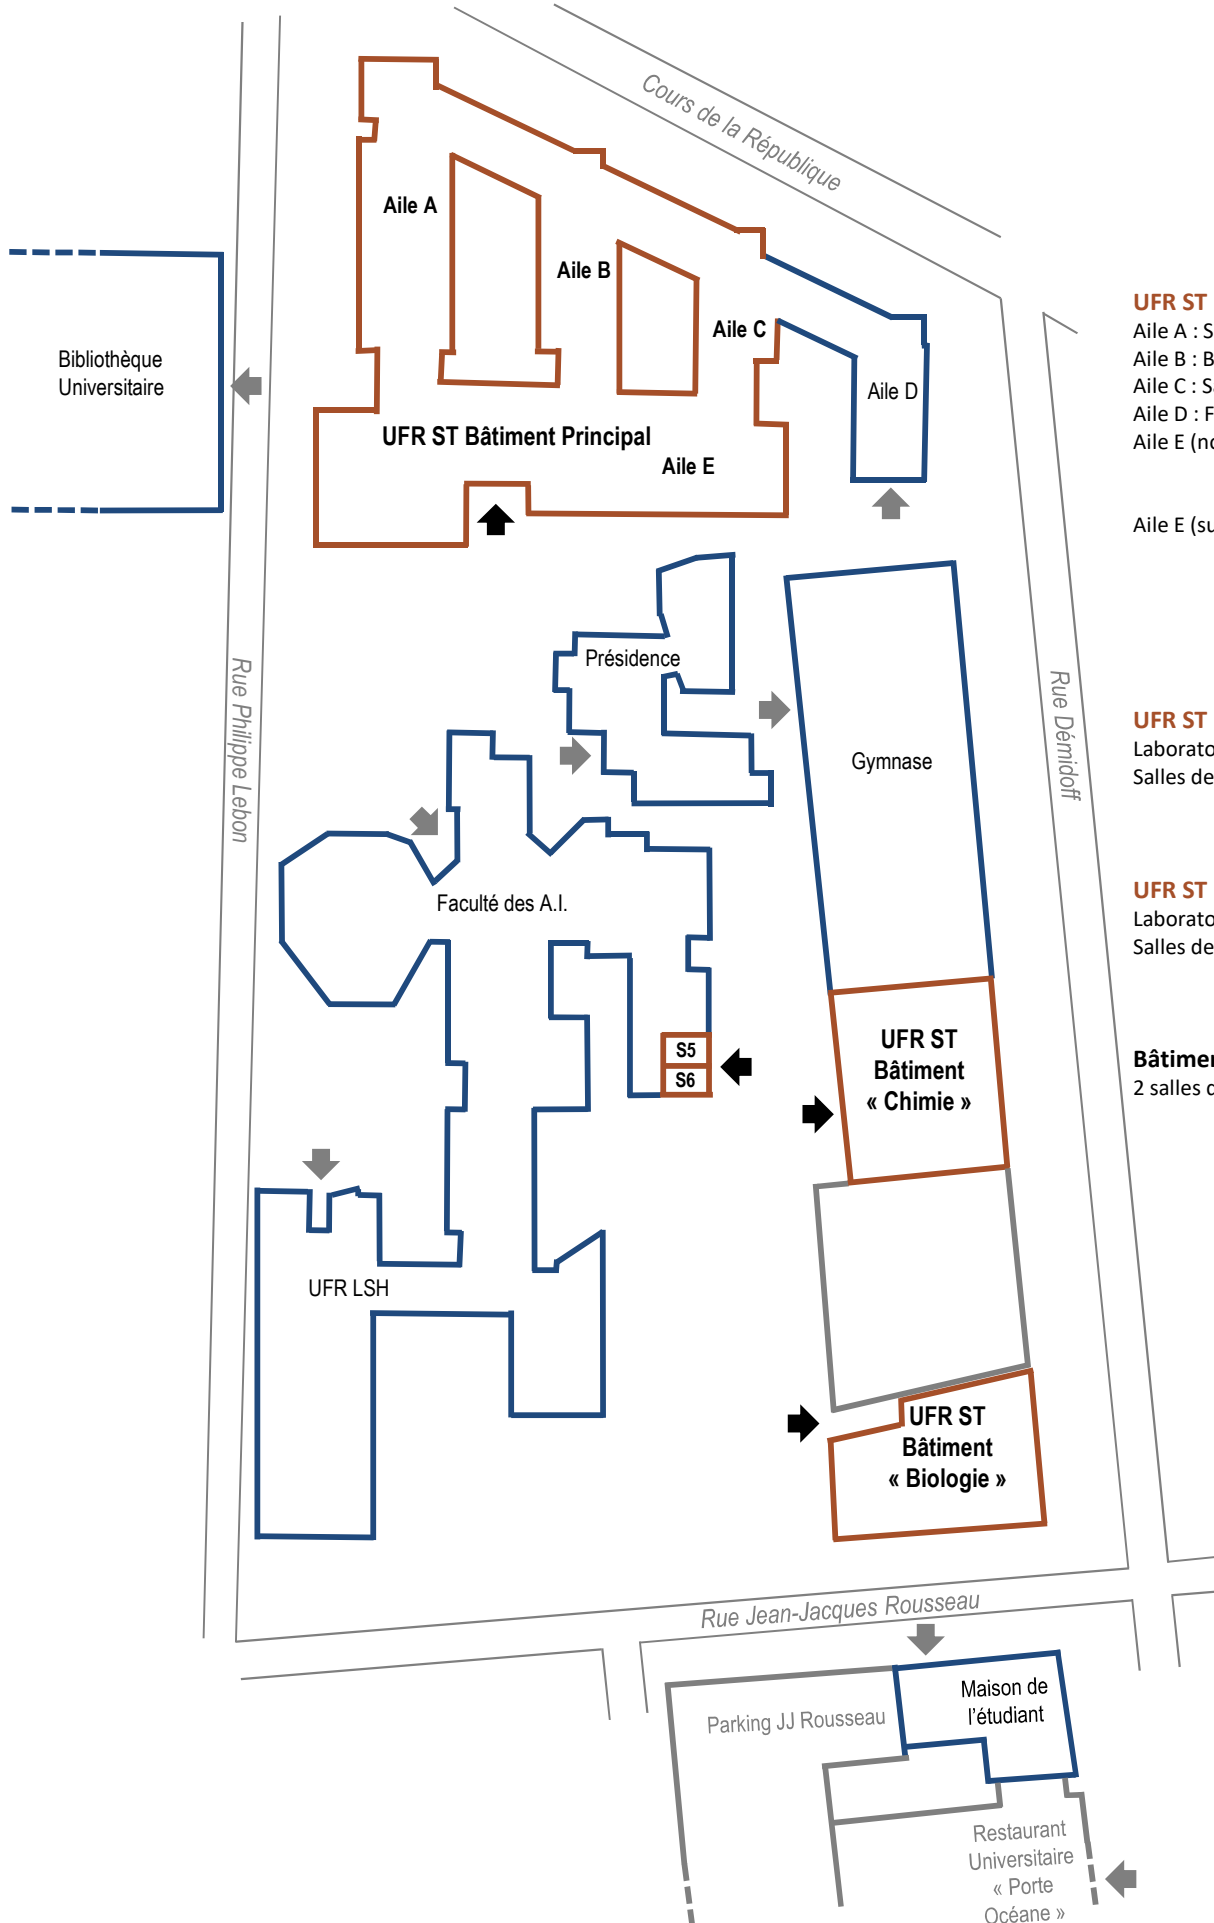 Cours de la République
Aile A
Aile B
Aile C
Aile D
Bibliothèque
Universitaire
UFR ST Bâtiment Principal
Aile E
UFR ST
Aile A : S
Aile B : B
Aile C : S
Aile D : F
Aile E (no
Aile E (su
Rue Philippe Lebon
Présidence
Rue Démidoff
Gymnase
UFR ST
Laborato
Salles de
Faculté des A.I.
UFR ST
Laborato
Salles de
S5
S6
UFR ST
Bâtiment
« Chimie »
Bâtimen
2 salles d
UFR LSH
UFR ST
Bâtiment
« Biologie »
Rue Jean-Jacques Rousseau
Maison de
l'étudiant
Parking JJ Rousseau
Restaurant
Universitaire
« Porte
Océane »